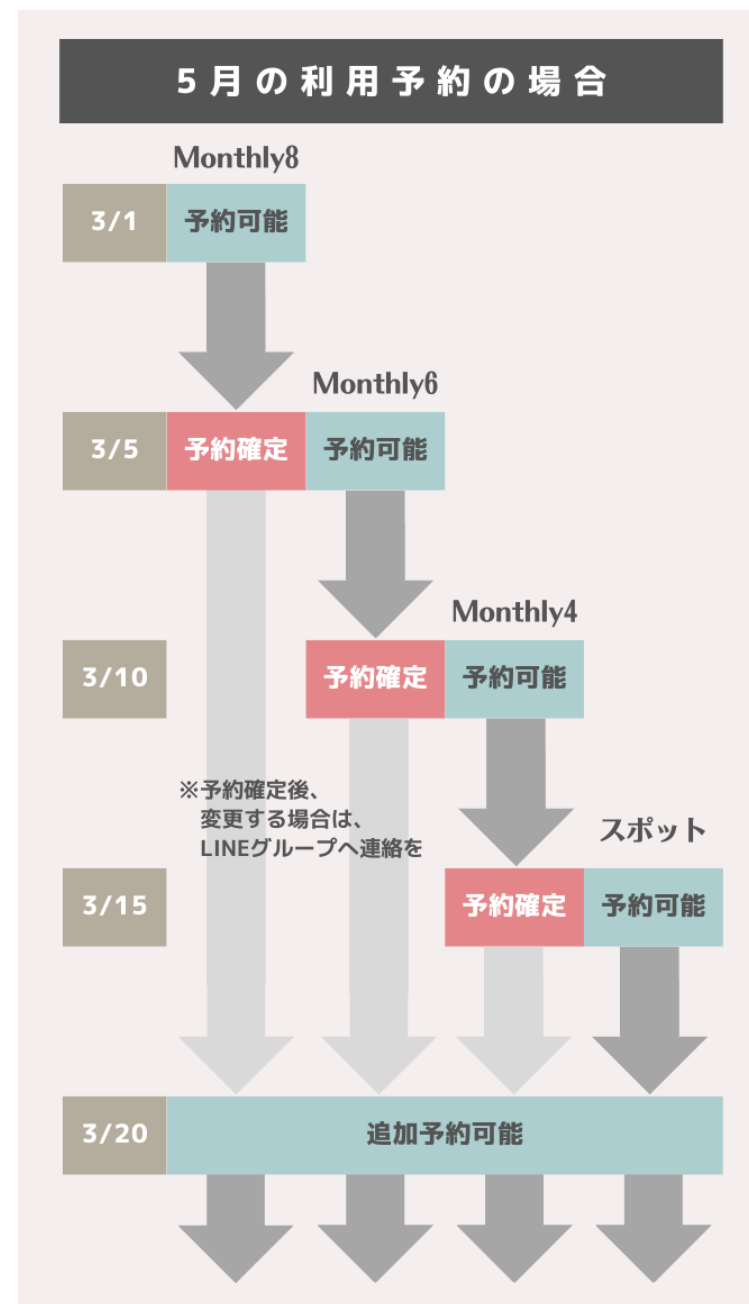 5月の利用予約の場合
Monthly8
3/1 予約可能
Monthly6
3/5 予約確定 予約可能
Monthly4
3/10 予約確定 予約可能
※予約確定後、
変更する場合は、
LINEグループへ連絡を
スポット
3/15 予約確定 予約可能
3/20 追加予約可能